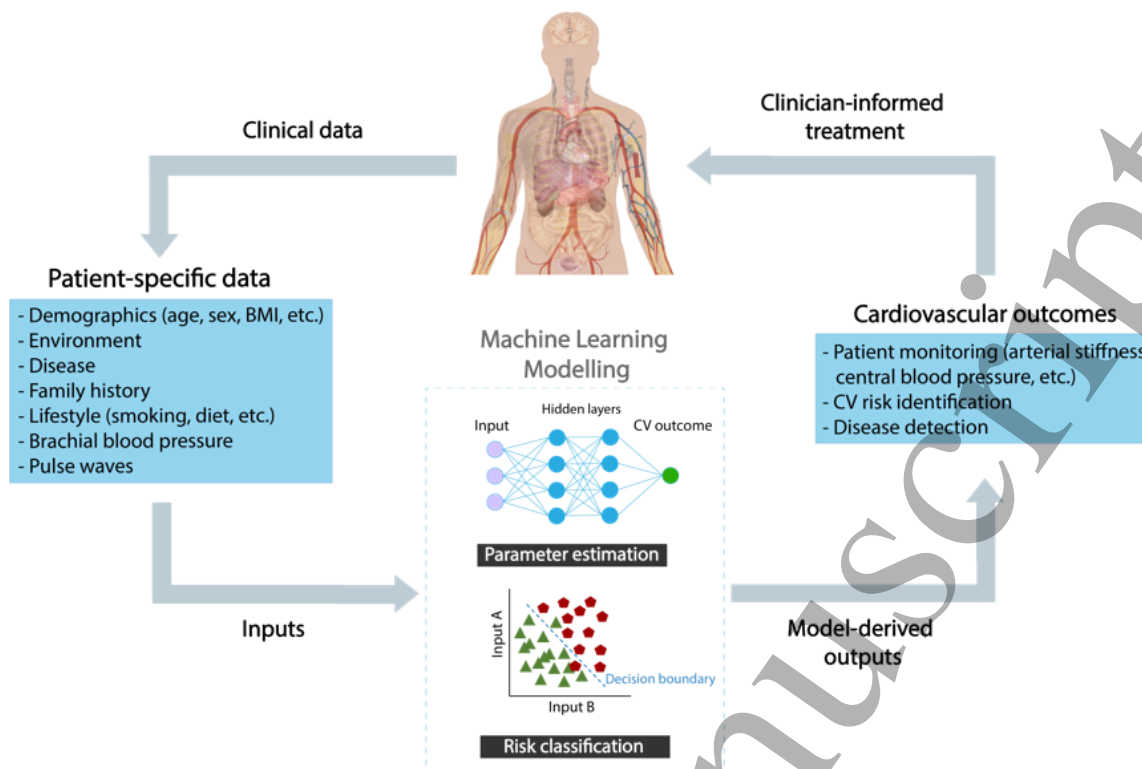 Clinical data
Clinician-informed
treatment
Patient-specific data
- Demographics (age, sex, BMI, etc.)
- Environment
- Disease
- Family history
- Lifestyle (smoking, diet, etc.)
- Brachial blood pressure
- Pulse waves
Inputs
Machine Learning
Modelling
Hidden layers
Input
CV outcome
Parameter estimation
Input A
Decision boundary
Input B
Risk classification
Cardiovascular outcomes
- Patient monitoring (arterial stiffness
central blood pressure, etc.)
- CV risk identification
- Disease detection
Model-derived
outputs
nuscript